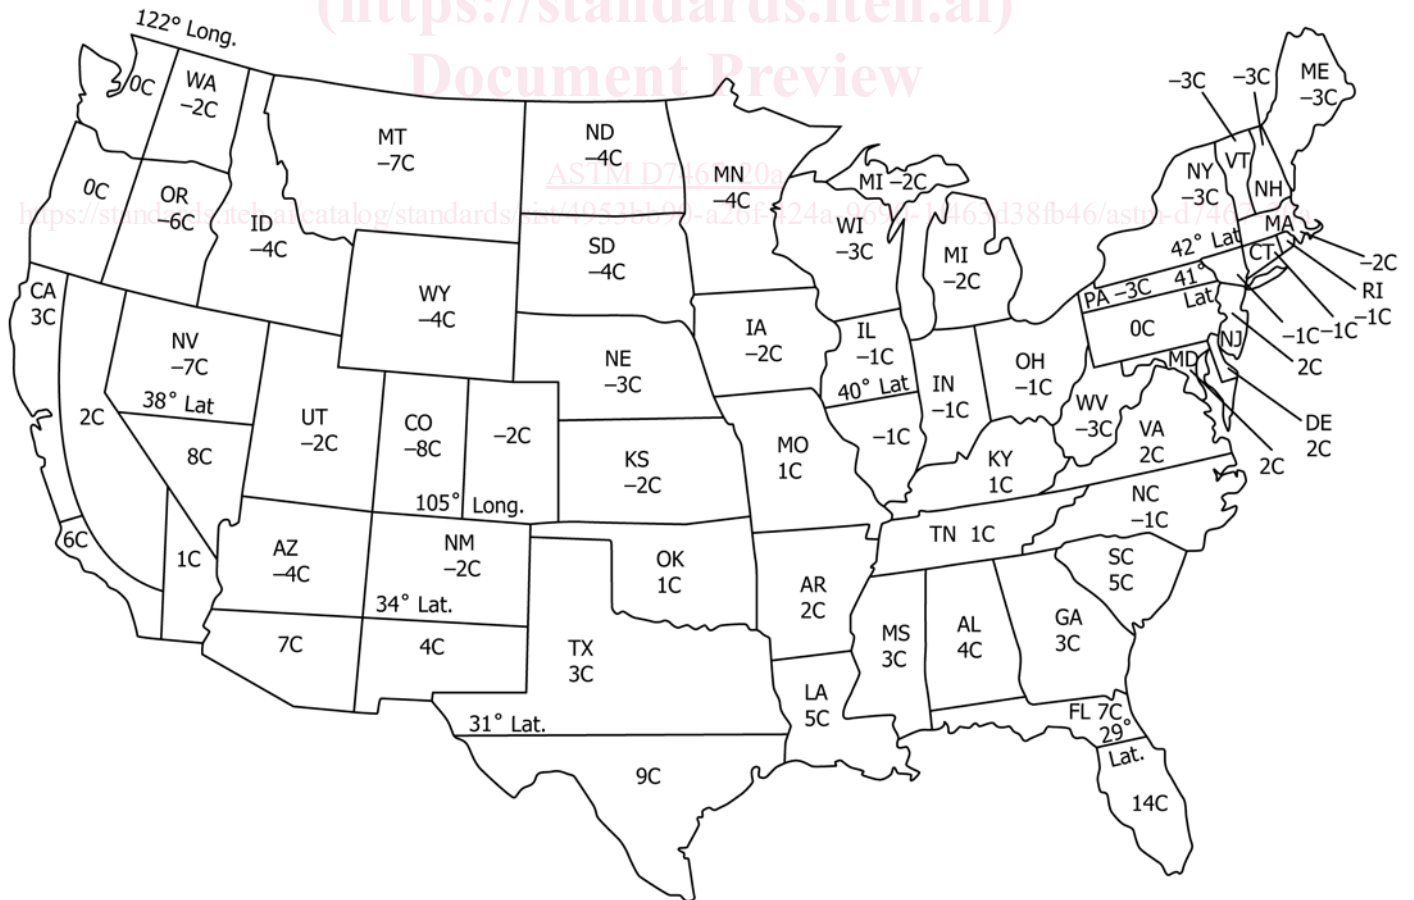 (https://standards.iteh.ai)
Document Preview
ASTM D7467-20a
122° Long.
0C
WA
–2C
MT
–7C
ND
–4C
MN
–4C
MI –2C
–3C
–3C
ME
–3C
VT
NH
NY
–3C
0C
OR
–6C
ID
–4C
WY
–4C
SD
–4C
WI
–3C
MI
–2C
MA
42° Lat
CT
–2C
RI
–1C
–1C
–1C
PA –3C
41°
Lat
0C
NJ
2C
CA
3C
NV
–7C
38° Lat
NE
–3C
IA
–2C
IL
–1C
40° Lat
–1C
IN
–1C
OH
–1C
MD
WV
–3C
DE
2C
2C
VA
2C
2C
8C
UT
–2C
CO
–8C
–2C
105° Long.
KS
–2C
MO
1C
KY
1C
NC
–1C
TN 1C
6C
1C
AZ
–4C
NM
–2C
34° Lat.
OK
1C
AR
2C
SC
5C
7C
4C
TX
3C
31° Lat.
9C
LA
5C
MS
3C
AL
4C
GA
3C
FL 7C
29°
Lat.
14C